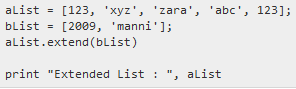 aList = [123, 'xyz', 'zara', 'abc', 123];
bList = [2009, 'manni'];
aList.extend(bList)
print "Extended List : ", aList